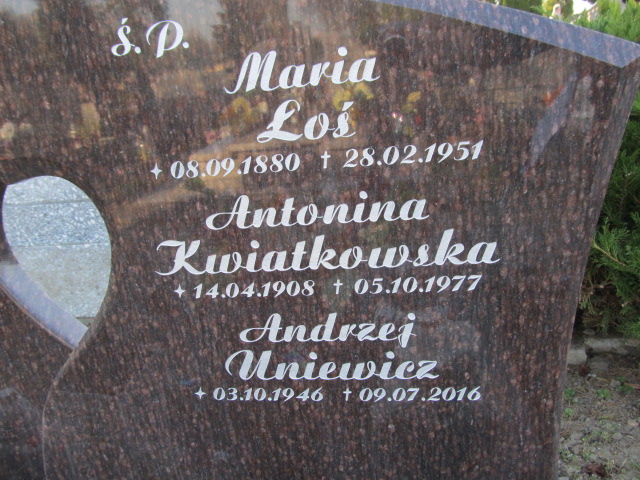 ś.P.
Maria
Łoś
✦ 08.09.1880 † 28.02.1951
Antonina
Kwiatkowska
✦ 14.04.1908 † 05.10.1977
Andrzej
Uniewicz
✦ 03.10.1946 † 09.07.2016